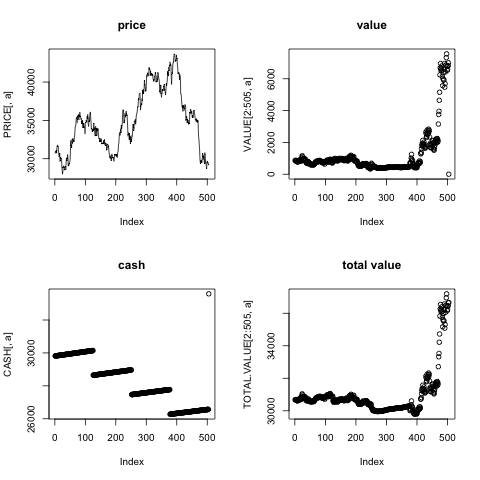 price
PRICE[, a]
30000 35000 40000
0 100 200 300 400 500
Index
value
VALUE[2:505, a]
0 2000 4000 6000
0 100 200 300 400 500
Index
cash
CASH[, a]
26000 30000
0 100 200 300 400 500
Index
total value
TOTAL.VALUE[2:505, a]
30000 34000
0 100 200 300 400 500
Index